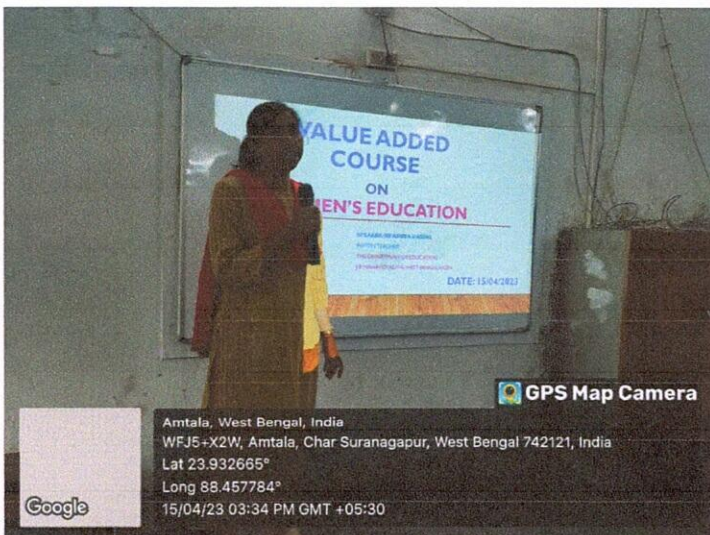 VALUE ADDED
COURSE
ON
MEN'S EDUCATION
DATE: 15/04/2023
GPS Map Camera
Amtala, West Bengal, India
WFJ5+X2W, Amtala, Char Suranagapur, West Bengal 742121, India
Lat 23.932665°
Long 88.457784°
15/04/23 03:34 PM GMT +05:30
Google